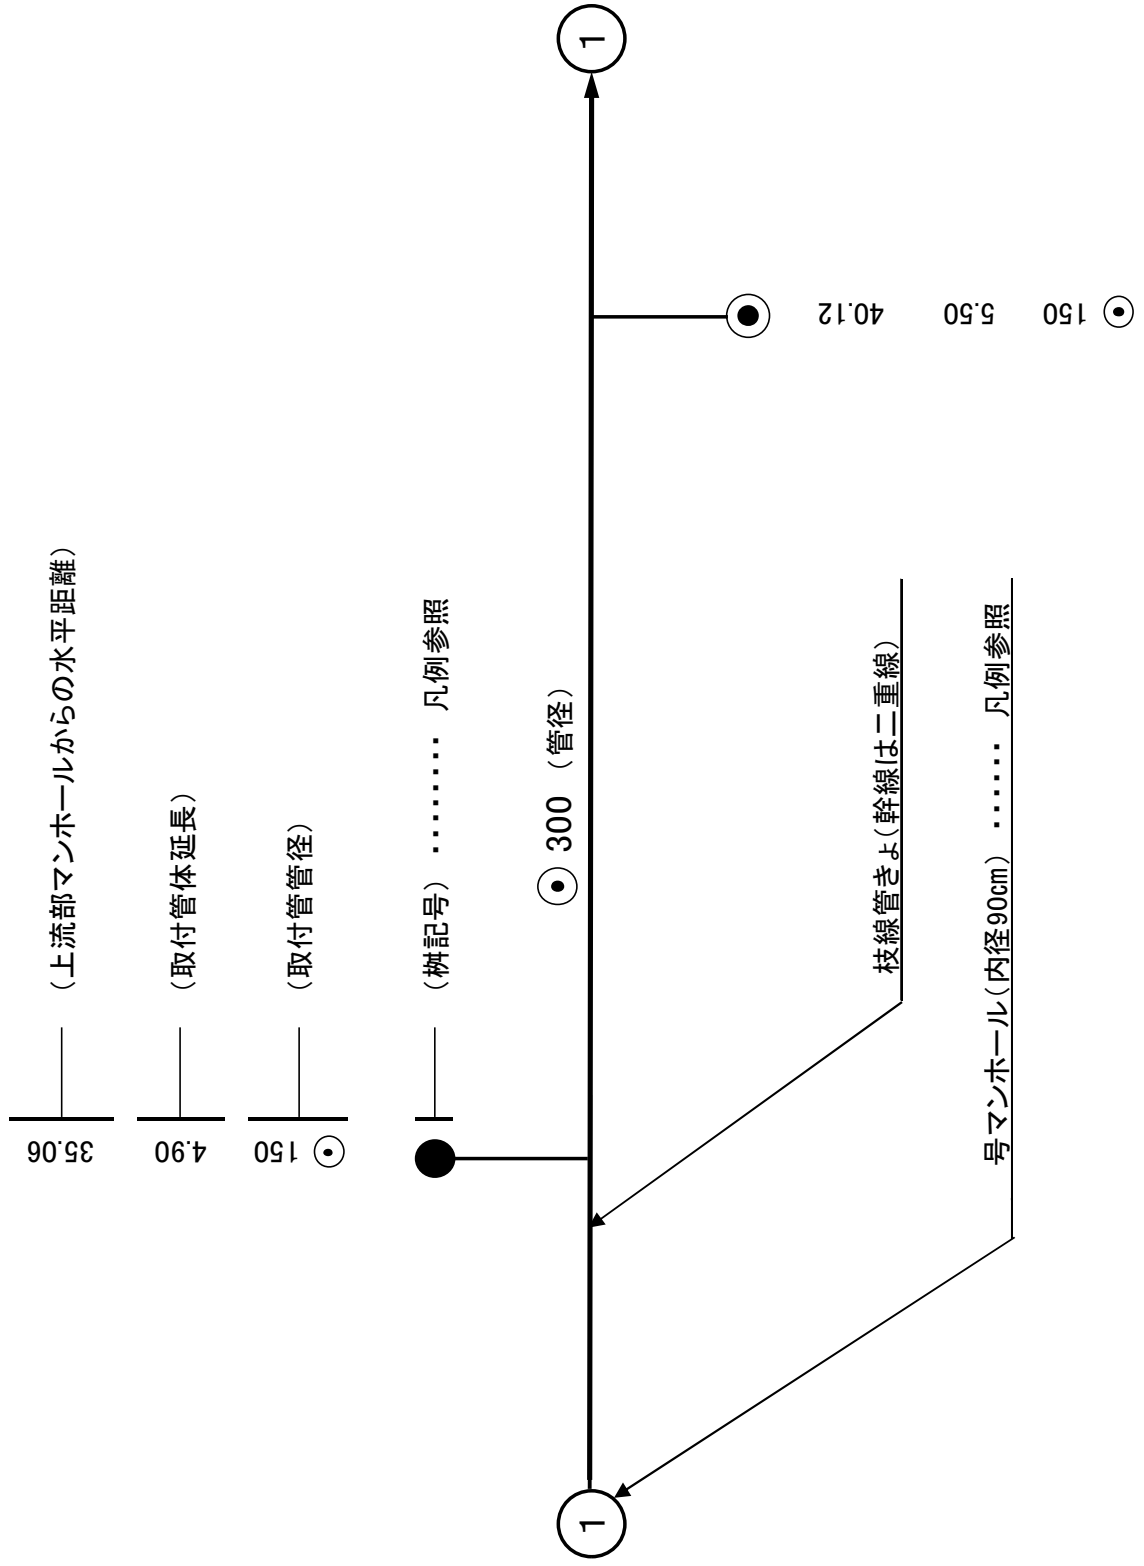 35.06
(上流部マンホールからの水平距離)
4.90
(取付管体延長)
150
(取付管管径)
(桝記号) ‥‥‥‥ 凡例参照
300 (管径)
1
1
40.12
5.50
150
枝線管きょ(幹線は二重線)
号マンホール(内径90cm) ‥‥‥ 凡例参照